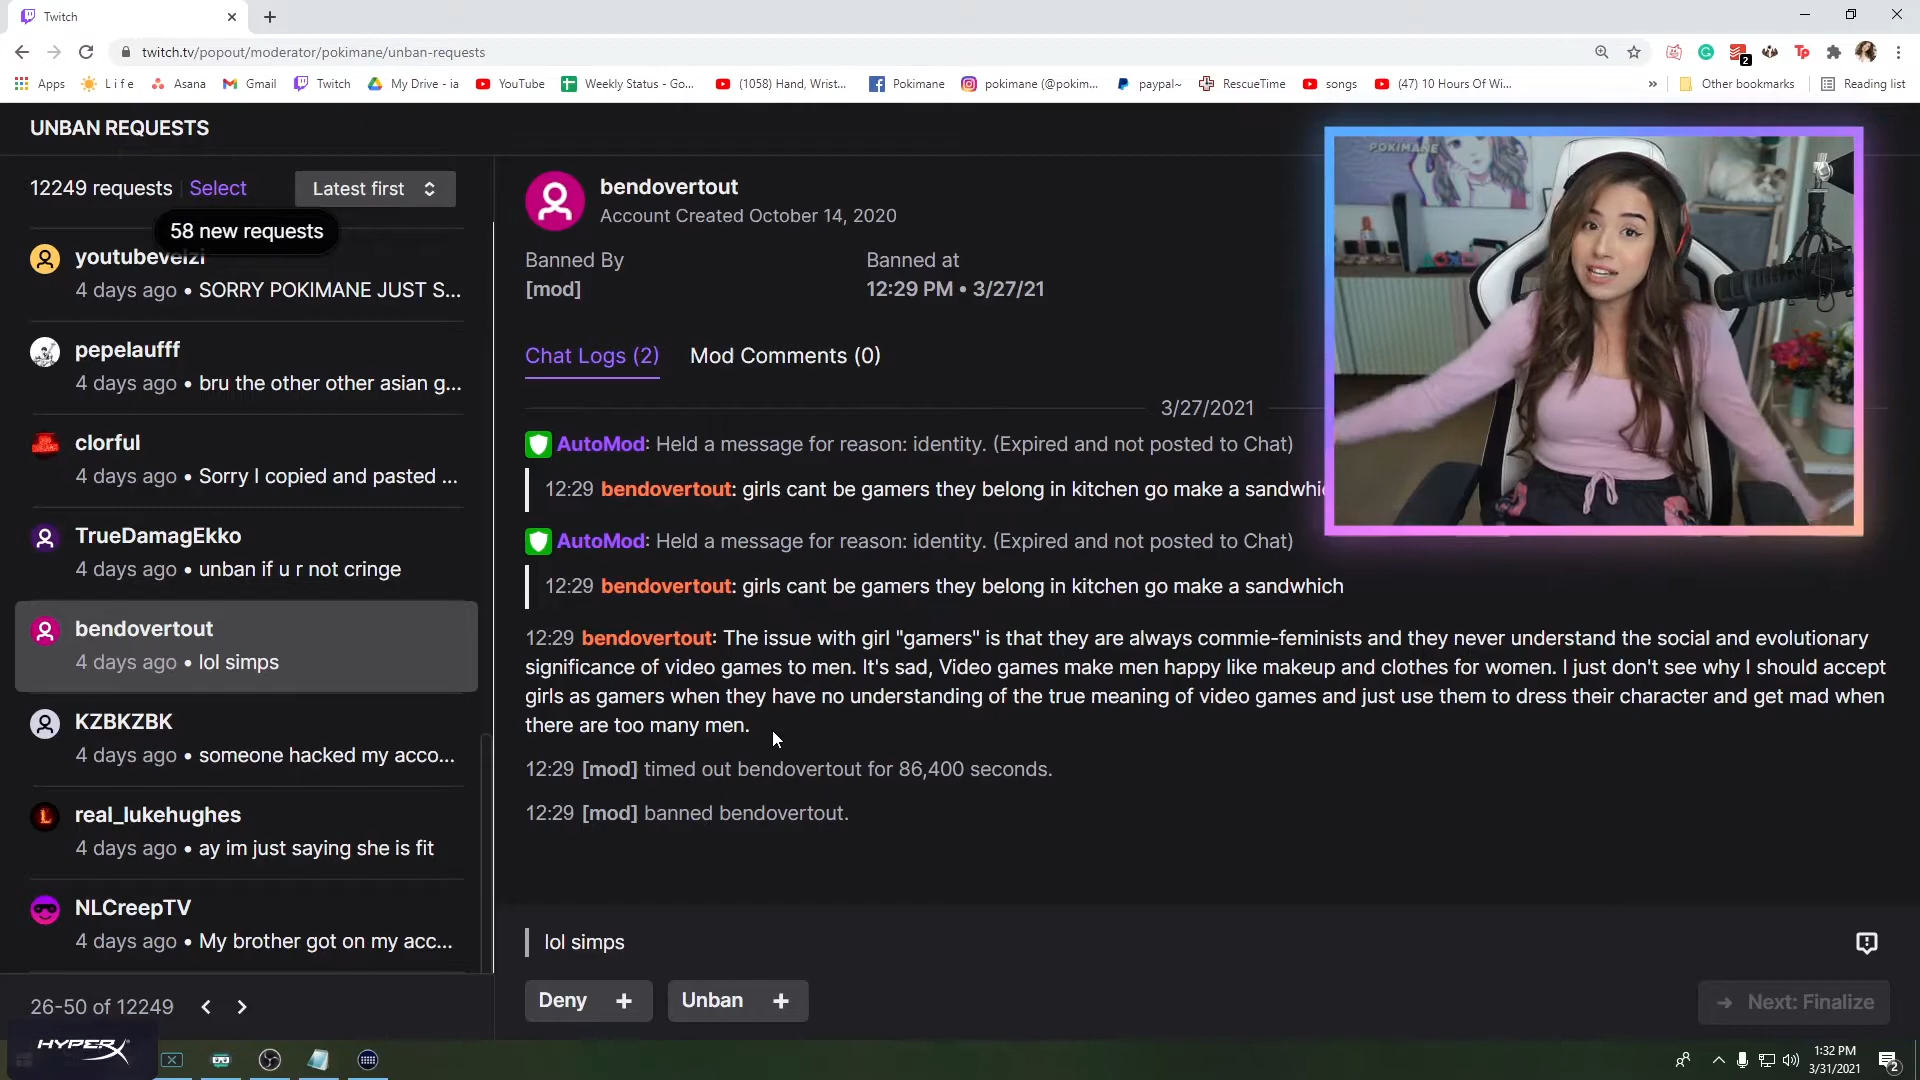 Twitch
twitch.tv/popout/moderator/pokimane/unban-requests
2
Apps
L i f e
Asana
Gmail
Twitch
My Drive - ia
YouTube
Weekly Status - Go...
(1058) Hand, Wrist...
Pokimane
pokimane (@pokim...
paypal~
RescueTime
songs
(47) 10 Hours Of Wi...
»
Other bookmarks
Reading list
UNBAN REQUESTS
12249 requests
Select
Latest first
58 new requests
youtubevelzi
4 days ago • SORRY POKIMANE JUST S...
pepelaufff
4 days ago • bru the other other asian g...
clorful
4 days ago • Sorry I copied and pasted ...
TrueDamagEkko
4 days ago • unban if u r not cringe
bendovertout
4 days ago • lol simps
KZBKZBK
4 days ago • someone hacked my acco...
real_lukehughes
4 days ago • ay im just saying she is fit
NLCreepTV
4 days ago • My brother got on my acc...
26-50 of 12249
bendovertout
Account Created October 14, 2020
Banned By
[mod]
Banned at
12:29 PM • 3/27/21
Chat Logs (2)
Mod Comments (0)
3/27/2021
AutoMod: Held a message for reason: identity. (Expired and not posted to Chat)
12:29 bendovertout: girls cant be gamers they belong in kitchen go make a sandwhic
AutoMod: Held a message for reason: identity. (Expired and not posted to Chat)
12:29 bendovertout: girls cant be gamers they belong in kitchen go make a sandwhich
12:29 bendovertout: The issue with girl "gamers" is that they are always commie-feminists and they never understand the social and evolutionary
significance of video games to men. It's sad, Video games make men happy like makeup and clothes for women. I just don't see why I should accept
girls as gamers when they have no understanding of the true meaning of video games and just use them to dress their character and get mad when
there are too many men.
12:29 [mod] timed out bendovertout for 86,400 seconds.
12:29 [mod] banned bendovertout.
lol simps
Deny +
Unban +
Next: Finalize
POKIMANE
HYPERX
1:32 PM
3/31/2021
2